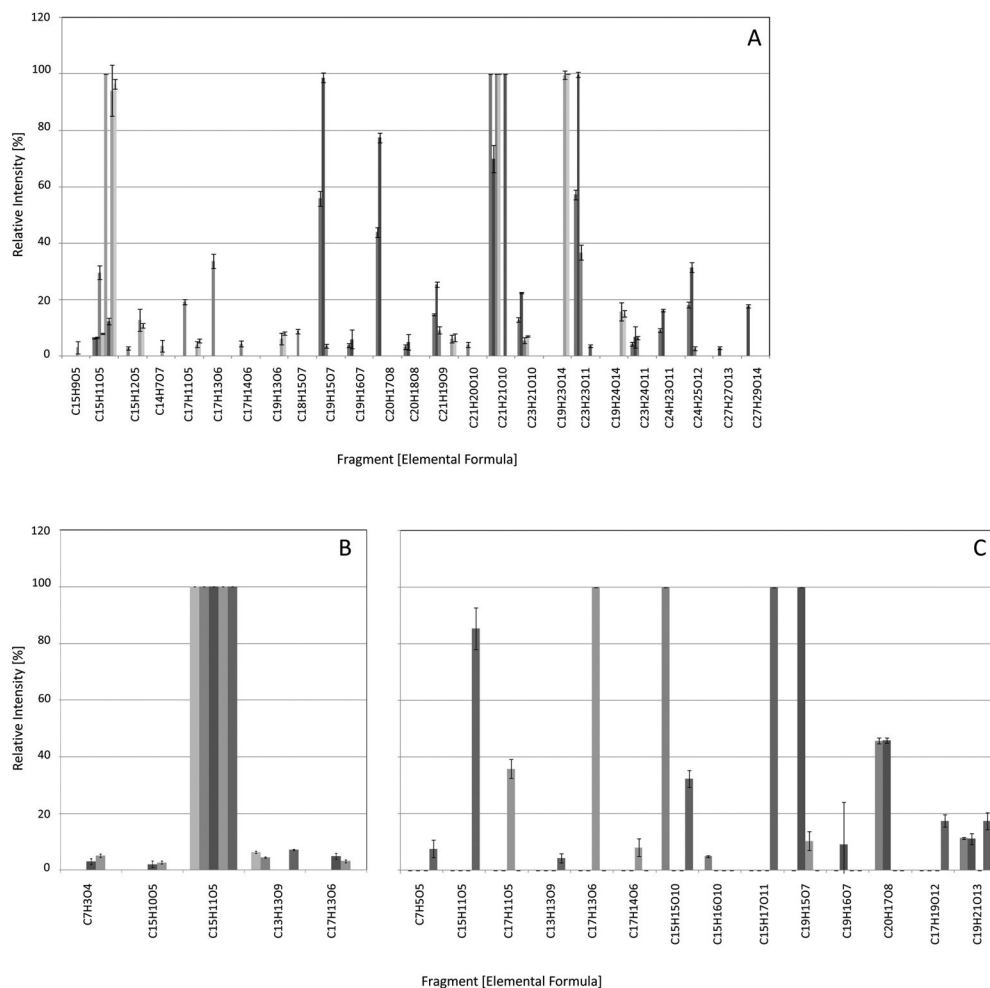 A
120
100
80
60
40
20
0
Relative Intensity [%]
C15H9O5
C15H11O5
C15H12O5
C14H7O7
C17H11O5
C17H13O6
C17H14O6
C19H13O6
C18H15O7
C19H15O7
C19H16O7
C20H17O8
C20H18O8
C21H19O9
C21H20O10
C21H21O10
C23H21O10
C19H23O14
C23H23O11
C19H24O14
C23H24O11
C24H23O11
C24H25O12
C27H27O13
C27H29O14
Fragment [Elemental Formula]
B
120
100
80
60
40
20
0
Relative Intensity [%]
C7H3O4
C15H10O5
C15H11O5
C13H13O9
C17H13O6
C
C7H5O5
C15H11O5
C17H11O5
C13H13O9
C17H13O6
C17H14O6
C15H15O10
C15H16O10
C15H17O11
C19H15O7
C19H16O7
C20H17O8
C17H19O12
C19H21O13
Fragment [Elemental Formula]